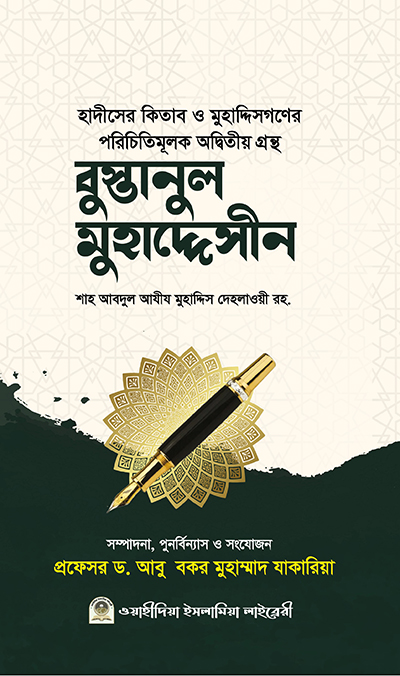 হাদীসের কিতাব ও মুহাদ্দিসগণের
পরিচিতিমূলক অদ্বিতীয় গ্রন্থ
বুস্তানুল
মুহাদ্দেসীন
শাহ আবদুল আযীয মুহাদ্দিস দেহলাওয়ী রহ.
সম্পাদনা, পুনর্বিন্যাস ও সংযোজন
প্রফেসর ড. আবু বকর মুহাম্মাদ যাকারিয়া
ওয়াহীদিয়া ইসলামিয়া লাইব্রেরী